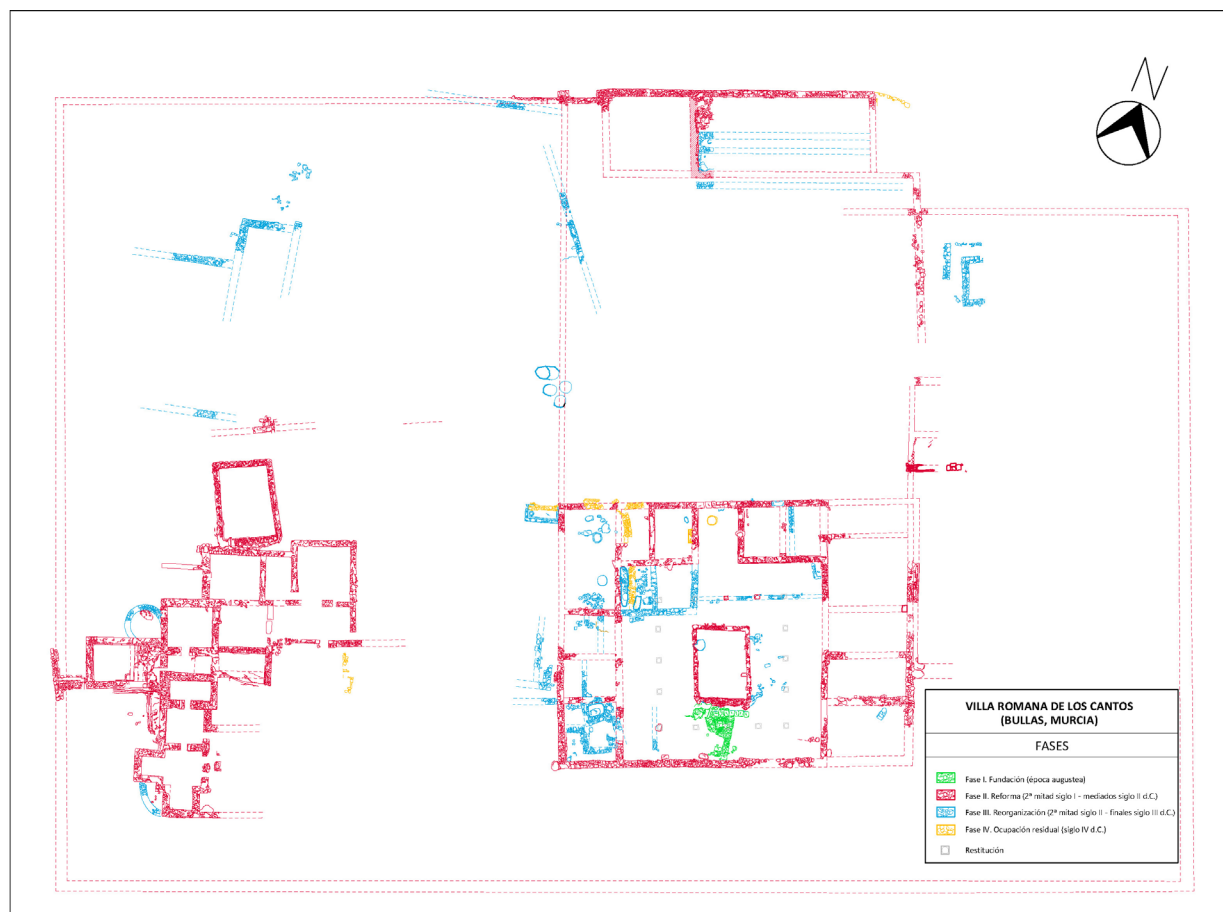 N
VILLA ROMANA DE LOS CANTOS
(BULLAS, MURCIA)
FASES
Fase I. Fundación (época augustea)
Fase II. Reforma (2ª mitad siglo I - mediados siglo II d.C.)
Fase III. Reorganización (2ª mitad siglo II - finales siglo III d.C.)
Fase IV. Ocupación residual (siglo IV d.C.)
Restitución